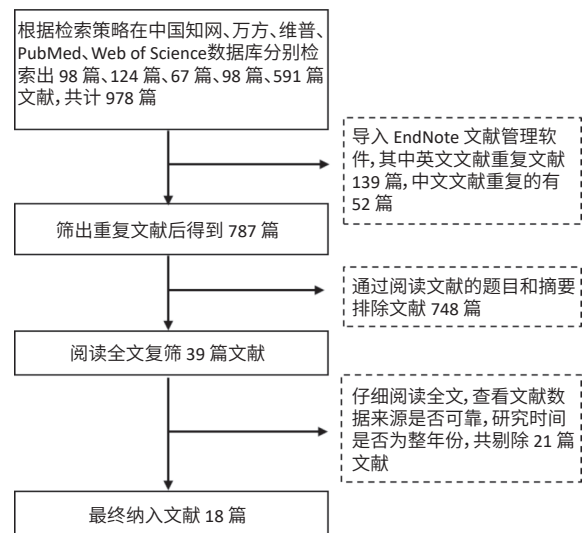 根据检索策略在中国知网、万方、维普、
PubMed、Web of Science数据库分别检
索出 98 篇、124 篇、67 篇、98 篇、591 篇
文献，共计 978 篇
导入 EndNote 文献管理软
件，其中英文文献重复文献
139 篇，中文文献重复的有
52 篇
筛出重复文献后得到 787 篇
通过阅读文献的题目和摘要
排除文献 748 篇
阅读全文复筛 39 篇文献
仔细阅读全文，查看文献数
据来源是否可靠，研究时间
是否为整年份，共剔除 21 篇
文献
最终纳入文献 18 篇